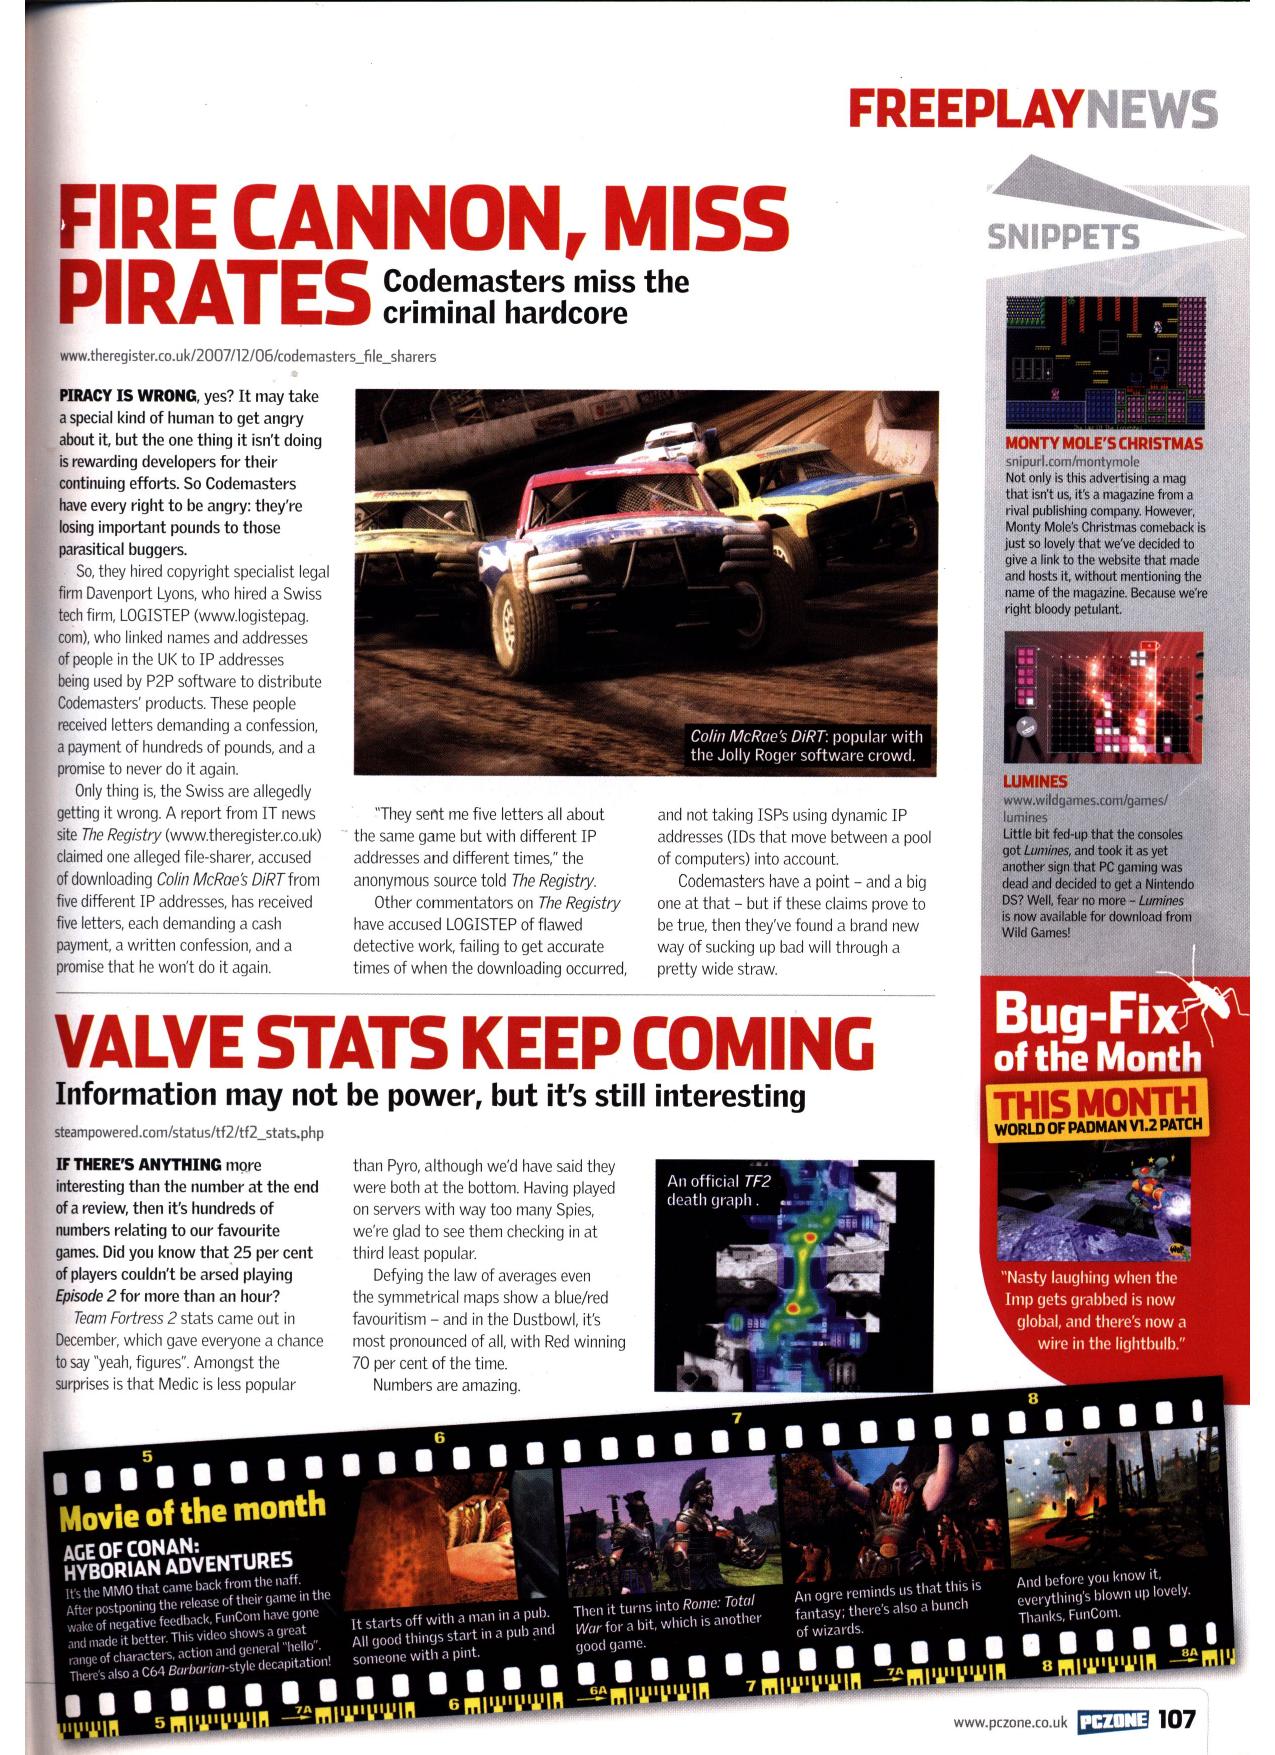 FREEPLAYNEWS
FIRE CANNON, MISS
PIRATES
Codemasters miss the
criminal hardcore
www.theregister.co.uk/2007/12/06/codemasters_file_sharers
PIRACY IS WRONG, yes? It may take
a special kind of human to get angry
about it, but the one thing it isn't doing
is rewarding developers for their
continuing efforts. So Codemasters
have every right to be angry: they're
losing important pounds to those
parasitical buggers.
So, they hired copyright specialist legal
firm Davenport Lyons, who hired a Swiss
tech firm, LOGISTEP (www.logistepag.
com), who linked names and addresses
of people in the UK to IP addresses
being used by P2P software to distribute
Codemasters' products. These people
received letters demanding a confession,
a payment of hundreds of pounds, and a
promise to never do it again.
Only thing is, the Swiss are allegedly
getting it wrong. A report from IT news
site The Registry (www.theregister.co.uk)
claimed one alleged file-sharer, accused
of downloading Colin McRae's DiRT from
five different IP addresses, has received
five letters, each demanding a cash
payment, a written confession, and a
promise that he won't do it again.
Colin McRae's DiRT: popular with
the Jolly Roger software crowd.
"They sent me five letters all about
the same game but with different IP
addresses and different times," the
anonymous source told The Registry.
Other commentators on The Registry
have accused LOGISTEP of flawed
detective work, failing to get accurate
times of when the downloading occurred,
and not taking ISPs using dynamic IP
addresses (IDs that move between a pool
of computers) into account.
Codemasters have a point – and a big
one at that – but if these claims prove to
be true, then they've found a brand new
way of sucking up bad will through a
pretty wide straw.
VALVE STATS KEEP COMING
Information may not be power, but it's still interesting
steampowered.com/status/tf2/tf2_stats.php
IF THERE'S ANYTHING more
interesting than the number at the end
of a review, then it's hundreds of
numbers relating to our favourite
games. Did you know that 25 per cent
of players couldn't be arsed playing
Episode 2 for more than an hour?
Team Fortress 2 stats came out in
December, which gave everyone a chance
to say "yeah, figures". Amongst the
surprises is that Medic is less popular
than Pyro, although we'd have said they
were both at the bottom. Having played
on servers with way too many Spies,
we're glad to see them checking in at
third least popular.
Defying the law of averages even
the symmetrical maps show a blue/red
favouritism – and in the Dustbowl, it's
most pronounced of all, with Red winning
70 per cent of the time.
Numbers are amazing.
An official TF2
death graph .
SNIPPETS
MONTY MOLE'S CHRISTMAS
snipurl.com/montymole
Not only is this advertising a mag
that isn't us, it's a magazine from a
rival publishing company. However,
Monty Mole's Christmas comeback is
just so lovely that we've decided to
give a link to the website that made
and hosts it, without mentioning the
name of the magazine. Because we're
right bloody petulant.
LUMINES
www.wildgames.com/games/
lumines
Little bit fed-up that the consoles
got Lumines, and took it as yet
another sign that PC gaming was
dead and decided to get a Nintendo
DS? Well, fear no more – Lumines
is now available for download from
Wild Games!
Bug-Fix
of the Month
THIS MONTH
WORLD OF PADMAN V1.2 PATCH
"Nasty laughing when the
Imp gets grabbed is now
global, and there's now a
wire in the lightbulb."
5
6
7
8
Movie of the month
AGE OF CONAN:
HYBORIAN ADVENTURES
It's the MMO that came back from the naff.
After postponing the release of their game in the
wake of negative feedback, FunCom have gone
and made it better. This video shows a great
range of characters, action and general "hello".
There's also a C64 Barbarian-style decapitation!
It starts off with a man in a pub.
All good things start in a pub and
someone with a pint.
Then it turns into Rome: Total
War for a bit, which is another
good game.
An ogre reminds us that this is
fantasy; there's also a bunch
of wizards.
And before you know it,
everything's blown up lovely.
Thanks, FunCom.
5
7A
6
6A
7
7A
8
8A
www.pczone.co.uk PCZONE 107